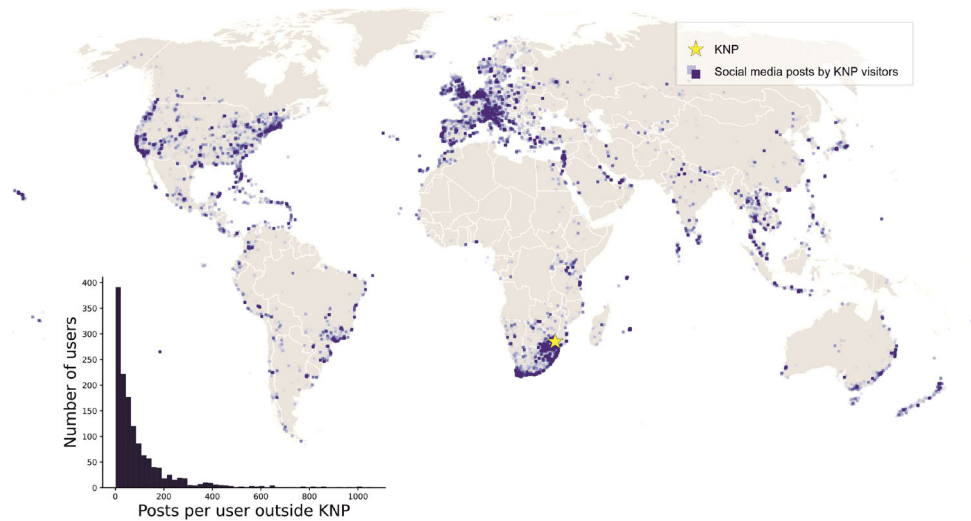 KNP
Social media posts by KNP visitors
400
350
300
250
200
150
100
50
0
Number of users
0 200 400 600 800 1000
Posts per user outside KNP